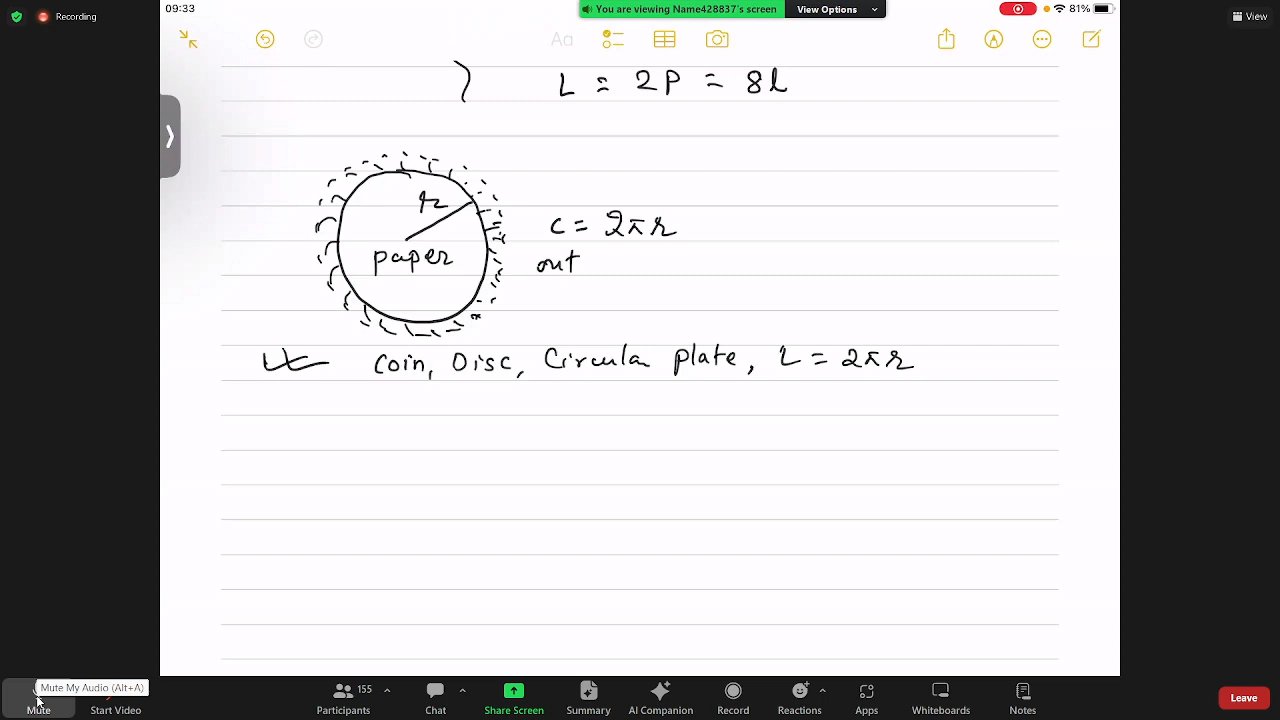 09:33
You are viewing Name428837's screen
View Options
81%
Recording
View
Aa
L = 2P = 8l
r
paper
c = 2πr
out
Coin, Disc, Circular plate, L = 2πr
Mute My Audio (Alt+A)
Mute
Start Video
Participants
155
Chat
Share Screen
Summary
AI Companion
Record
Reactions
Apps
Whiteboards
Notes
Leave